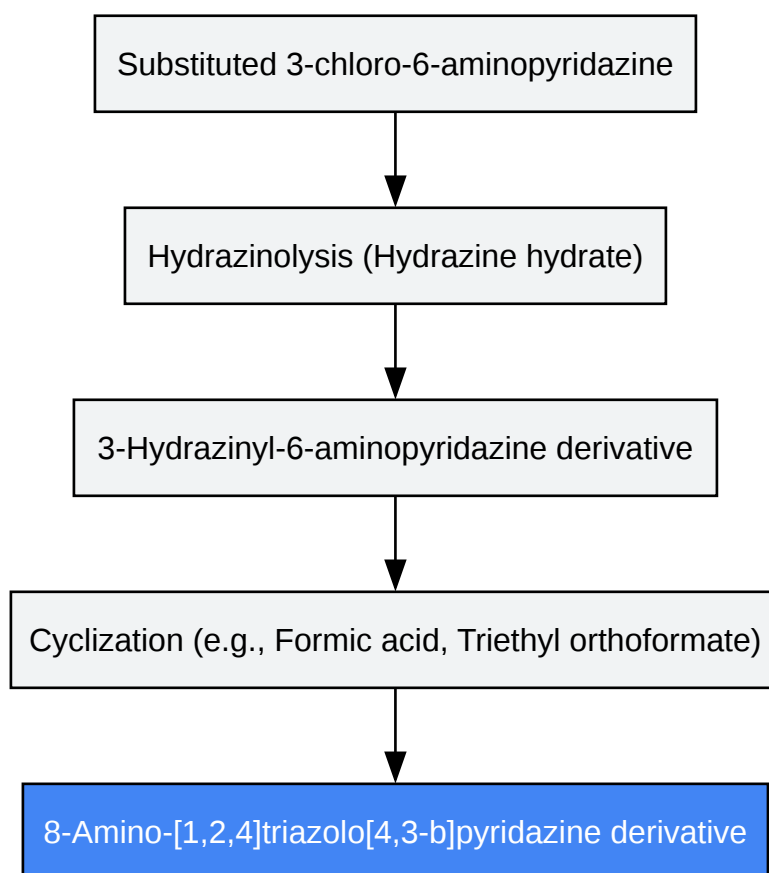 Substituted 3-chloro-6-aminopyridazine
Hydrazinolysis (Hydrazine hydrate)
3-Hydrazinyl-6-aminopyridazine derivative
Cyclization (e.g., Formic acid, Triethyl orthoformate)
8-Amino-[1,2,4]triazolo[4,3-b]pyridazine derivative